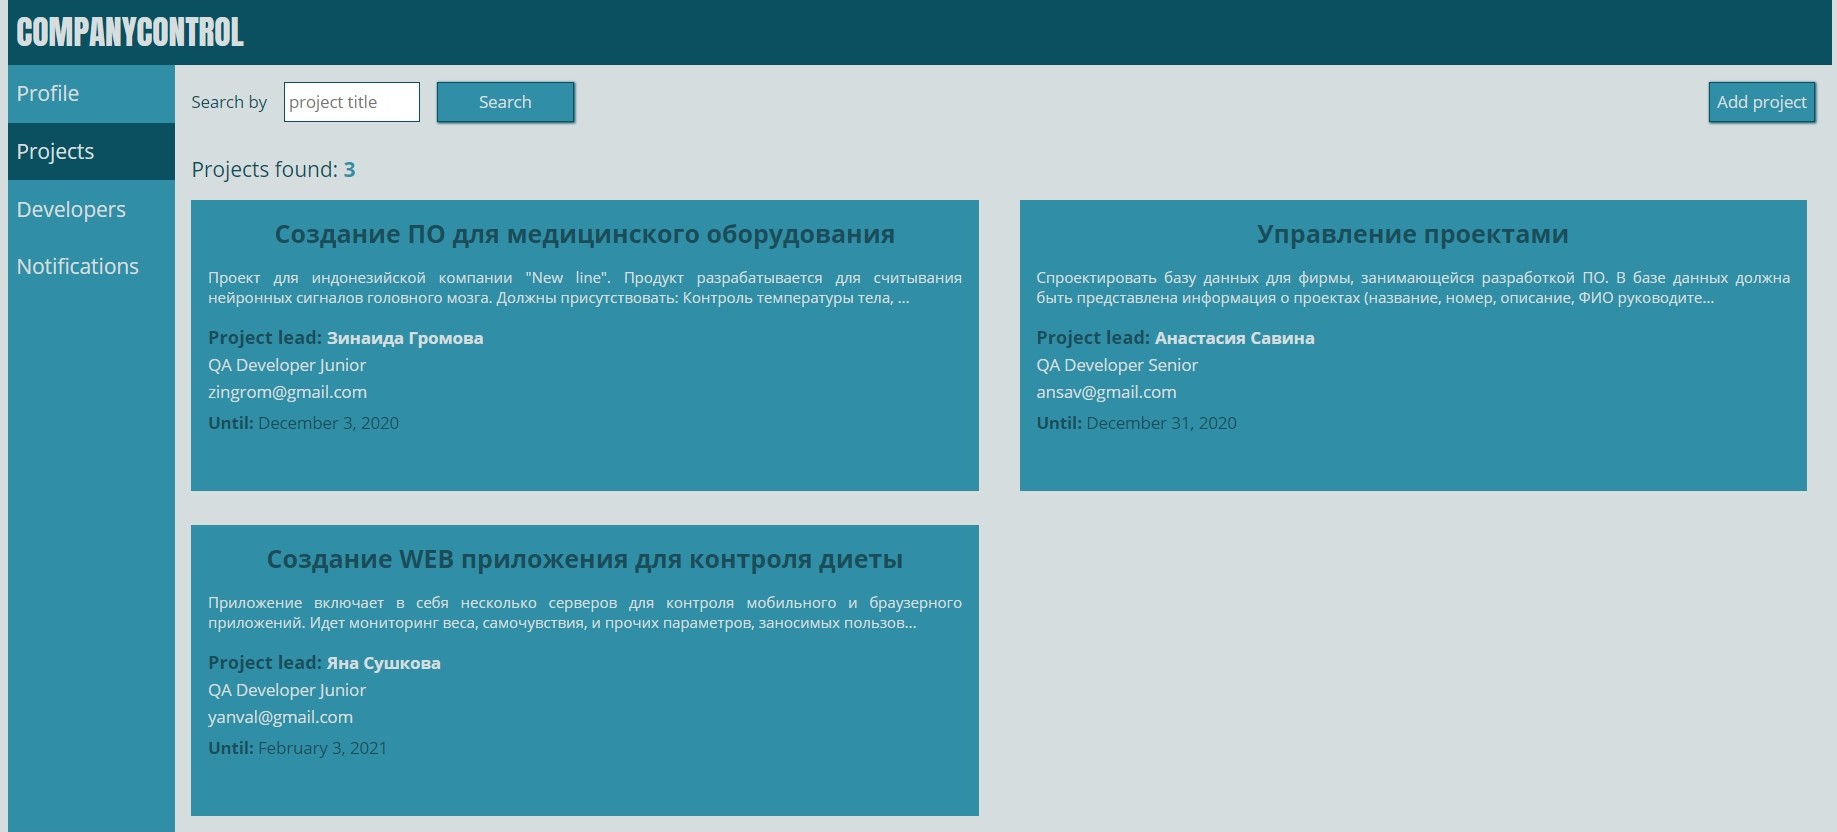 COMPANYCONTROL
Profile
Projects
Developers
Notifications
Search by
project title
Search
Add project
Projects found: 3
Создание ПО для медицинского оборудования
Проект для индонезийской компании "New line". Продукт разрабатывается для считывания
нейронных сигналов головного мозга. Должны присутствовать: Контроль температуры тела, ...
Project lead: Зинаида Громова
QA Developer Junior
zingrom@gmail.com
Until: December 3, 2020
Управление проектами
Спроектировать базу данных для фирмы, занимающейся разработкой ПО. В базе данных должна
быть представлена информация о проектах (название, номер, описание, ФИО руководите...
Project lead: Анастасия Савина
QA Developer Senior
ansav@gmail.com
Until: December 31, 2020
Создание WEB приложения для контроля диеты
Приложение включает в себя несколько серверов для контроля мобильного и браузерного
приложений. Идет мониторинг веса, самочувствия, и прочих параметров, заносимых пользов...
Project lead: Яна Сушкова
QA Developer Junior
yanval@gmail.com
Until: February 3, 2021